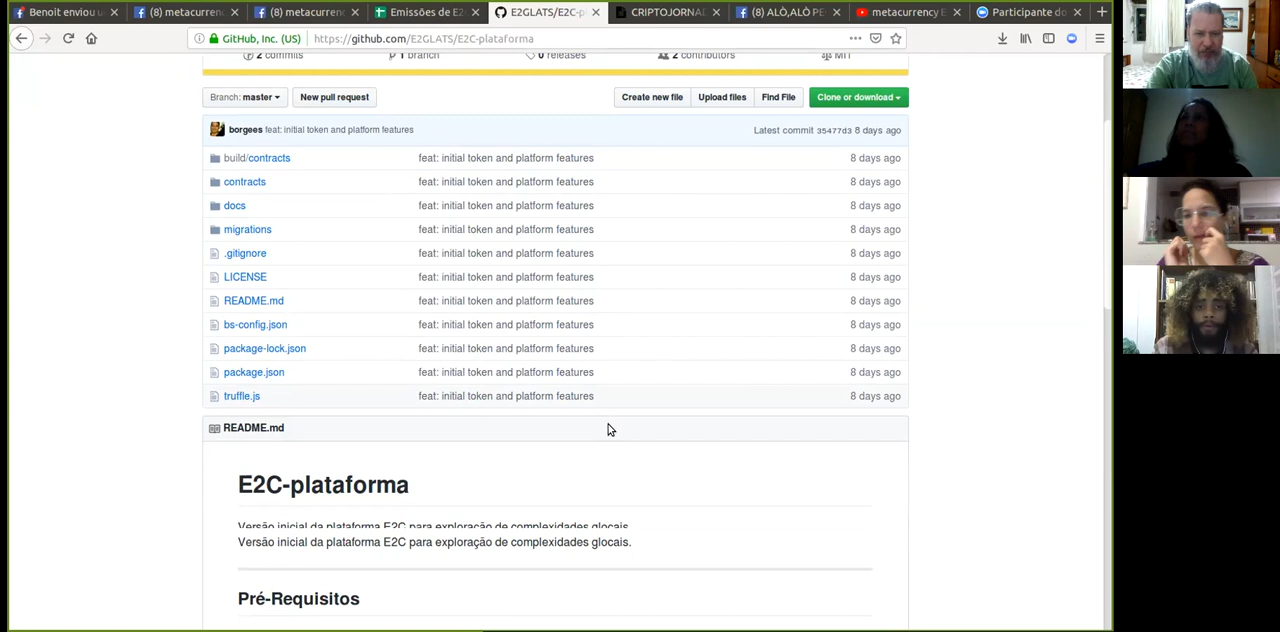 Benoit enviou u
(8) metacurren
(8) metacurren
Emissões de E2
E2GLATS/E2C-p
CRIPTOJORNA
(8) ALÒ,ALÒ PE
metacurrency E
Participante do
GitHub, Inc. (US)
https://github.com/E2GLATS/E2C-plataforma
2 commits
1 branch
0 releases
2 contributors
MIT
Branch: master
New pull request
Create new file
Upload files
Find File
Clone or download
borgees feat: initial token and platform features
Latest commit 35477d3 8 days ago
build/contracts feat: initial token and platform features 8 days ago
contracts feat: initial token and platform features 8 days ago
docs feat: initial token and platform features 8 days ago
migrations feat: initial token and platform features 8 days ago
.gitignore feat: initial token and platform features 8 days ago
LICENSE feat: initial token and platform features 8 days ago
README.md feat: initial token and platform features 8 days ago
bs-config.json feat: initial token and platform features 8 days ago
package-lock.json feat: initial token and platform features 8 days ago
package.json feat: initial token and platform features 8 days ago
truffle.js feat: initial token and platform features 8 days ago
README.md
E2C-plataforma
Versão inicial da plataforma E2C para exploração de complexidades glocais.
Versão inicial da plataforma E2C para exploração de complexidades glocais.
Pré-Requisitos